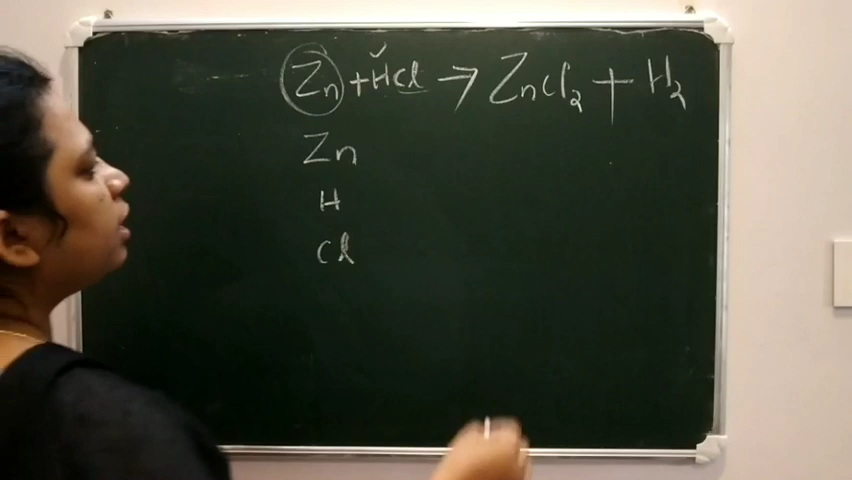 Zn + HCl → ZnCl₂ + H₂
Zn
H
Cl